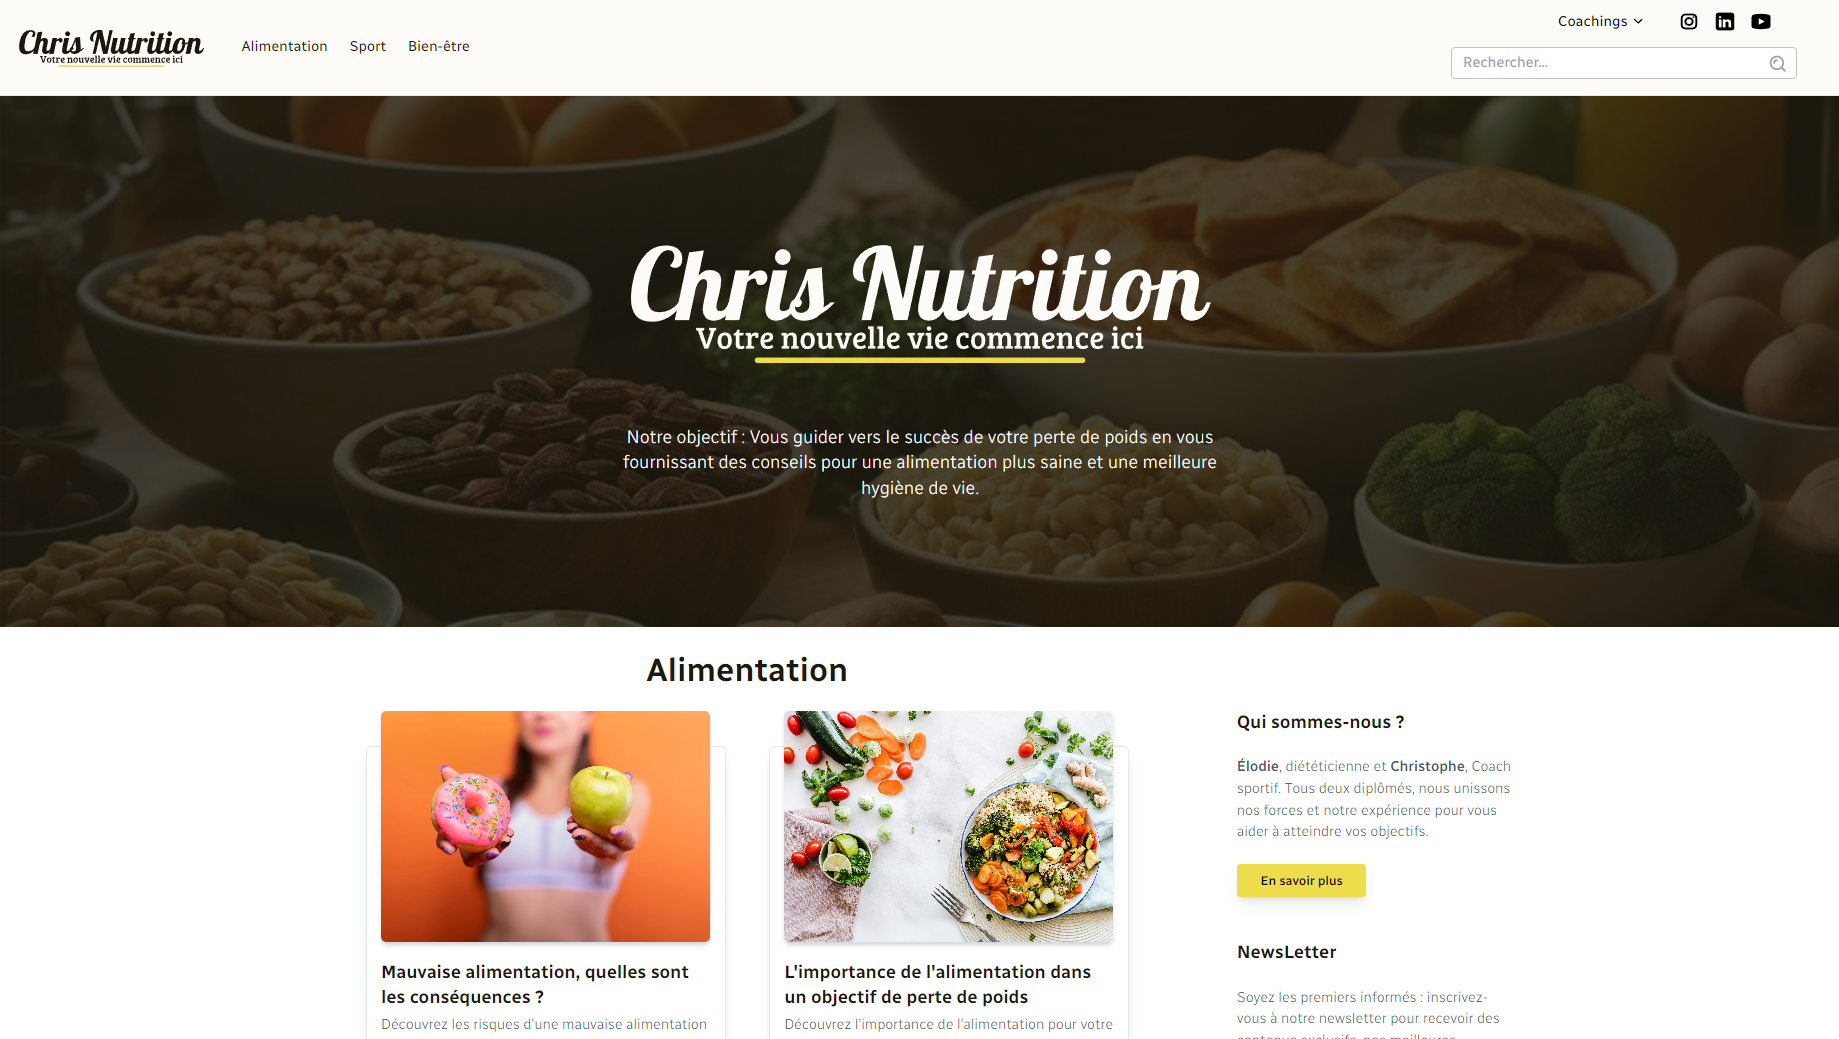 Chris Nutrition
Votre nouvelle vie commence ici
Alimentation
Sport
Bien-être
Coachings
Rechercher...
Chris Nutrition
Votre nouvelle vie commence ici
Notre objectif : Vous guider vers le succès de votre perte de poids en vous
fournissant des conseils pour une alimentation plus saine et une meilleure
hygiène de vie.
Alimentation
Mauvaise alimentation, quelles sont
les conséquences ?
Découvrez les risques d'une mauvaise alimentation
L'importance de l'alimentation dans
un objectif de perte de poids
Découvrez l'importance de l'alimentation pour votre
Qui sommes-nous ?
Élodie, diététicienne et Christophe, Coach
sportif. Tous deux diplômés, nous unissons
nos forces et notre expérience pour vous
aider à atteindre vos objectifs.
En savoir plus
NewsLetter
Soyez les premiers informés : inscrivez-
vous à notre newsletter pour recevoir des